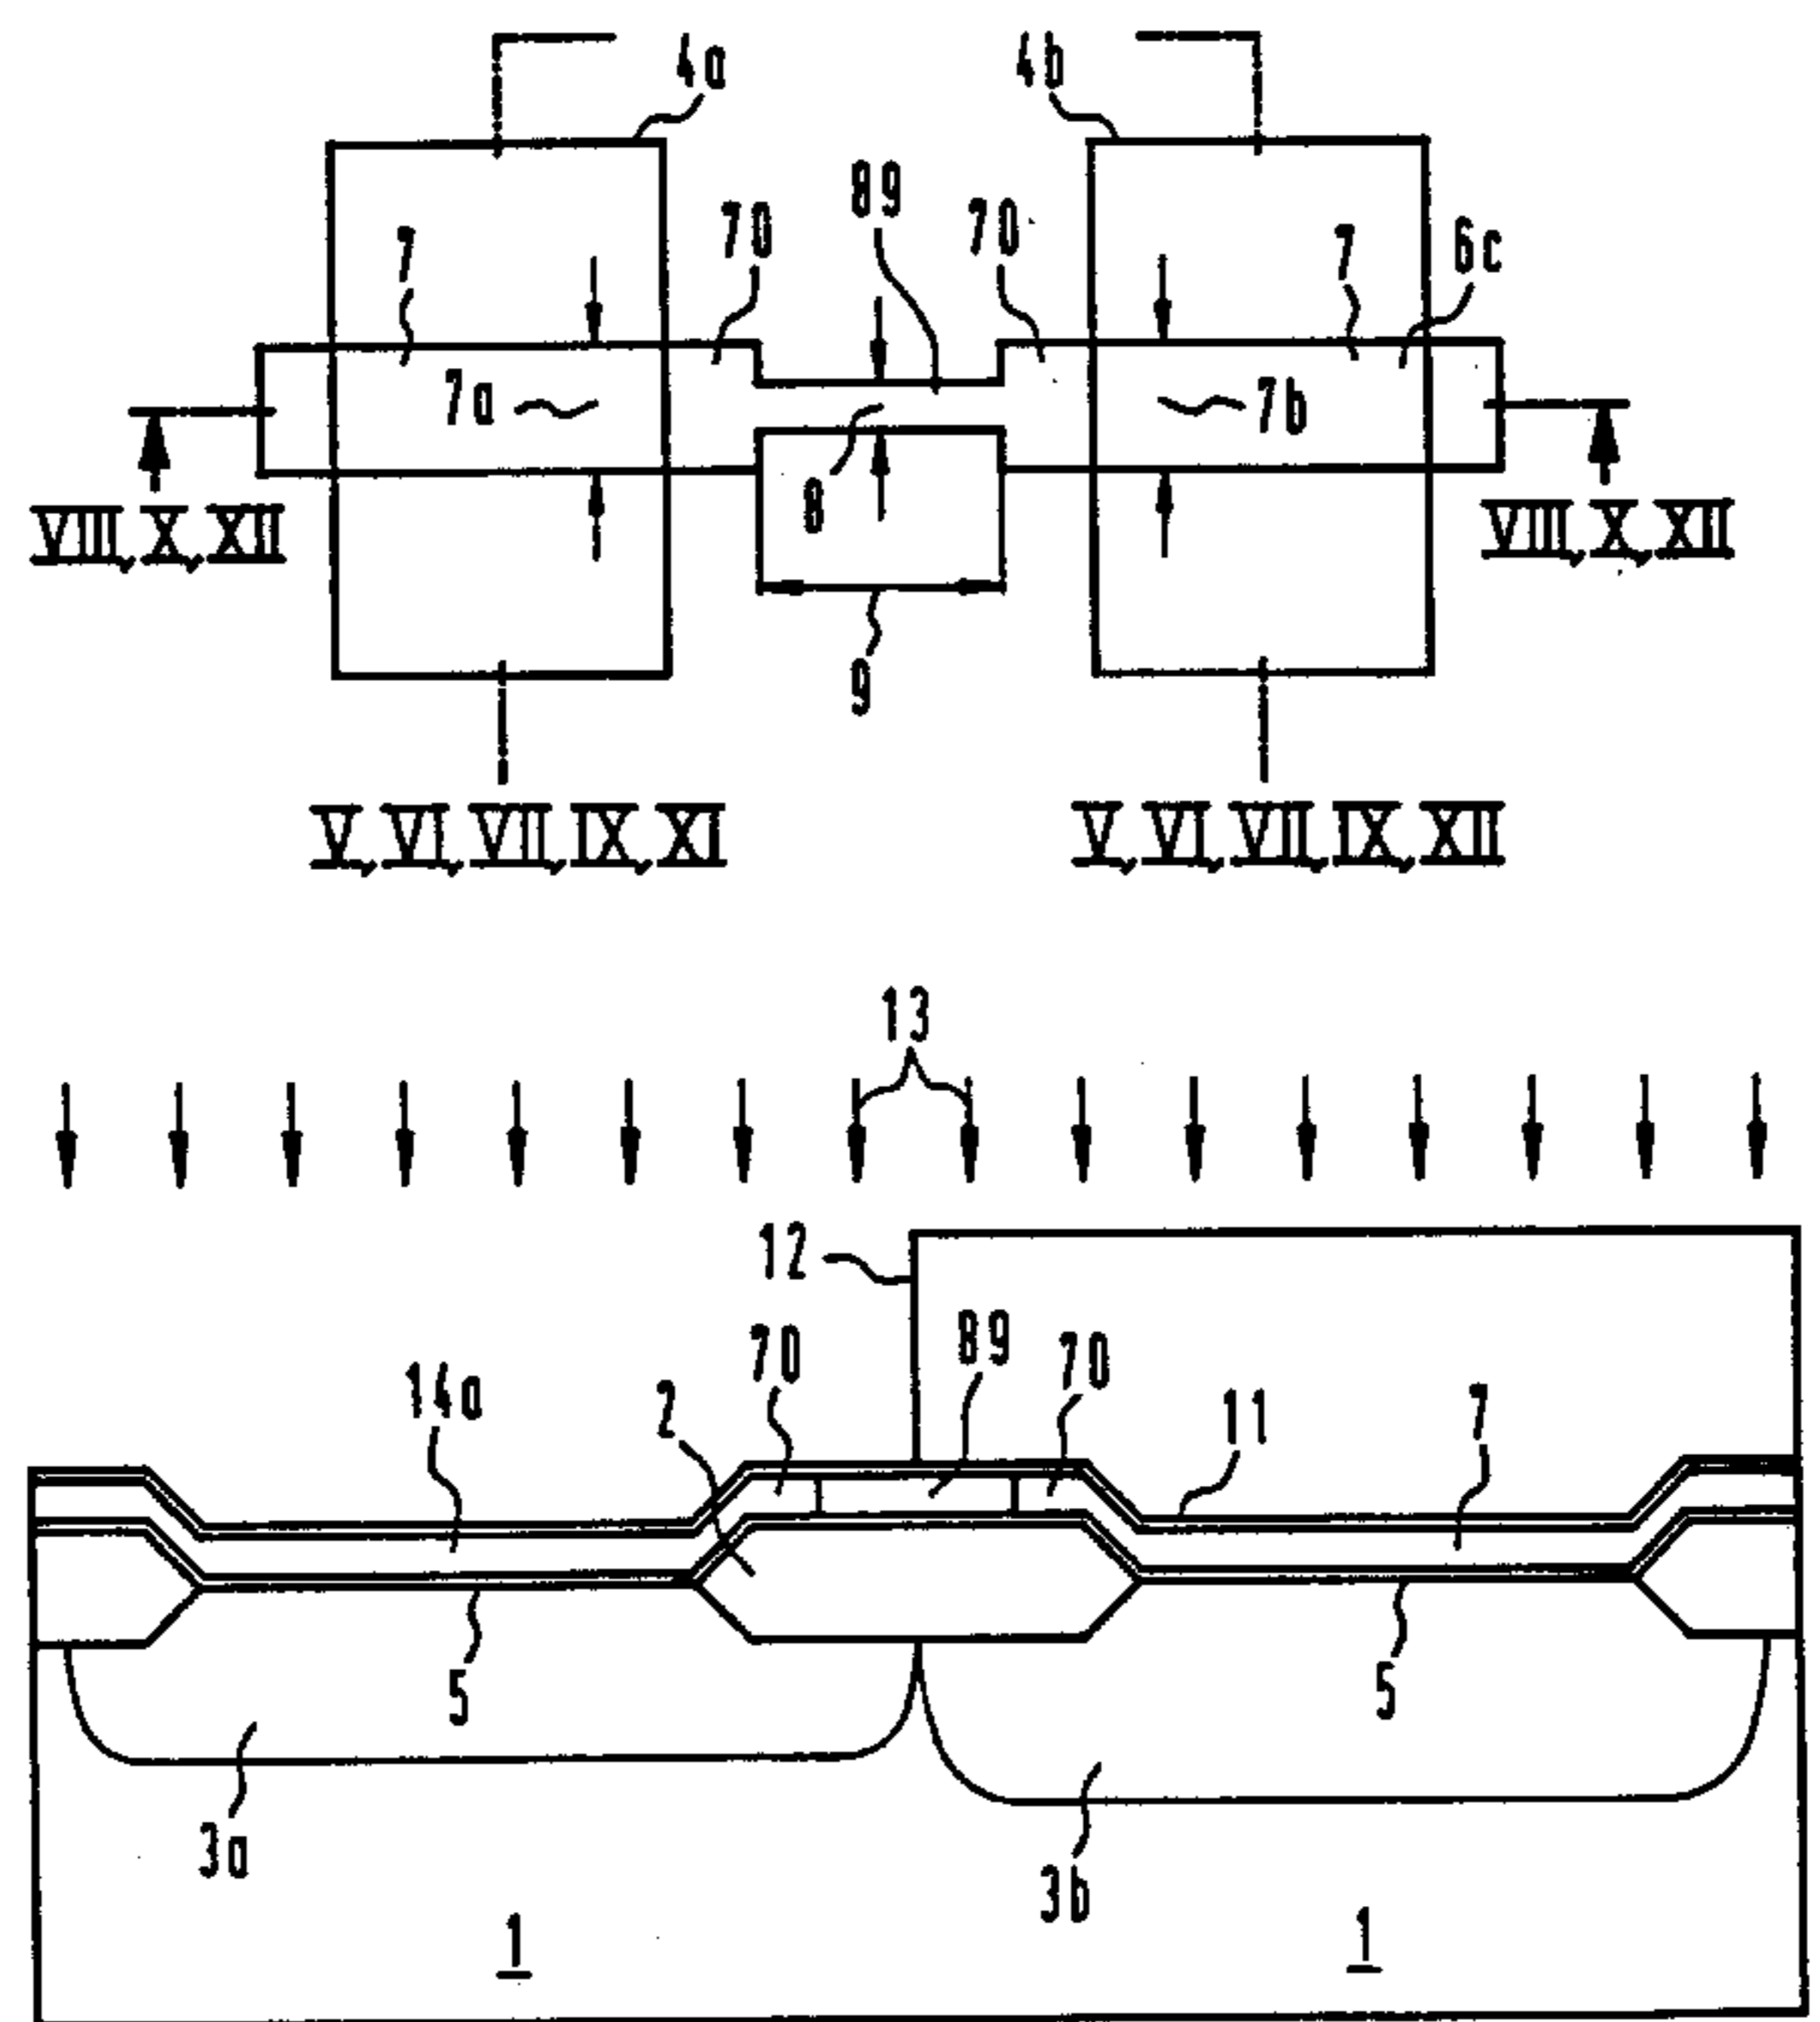 4a 4b
89
7 70 70 7 6c
7a 7b
8
VIII, X, XII VIII, X, XII
9
V, VI, VII, IX, XI V, VI, VII, IX, XII
13
12
70 89 70
14a 2 11 7
5 5
3a 3b
1 1